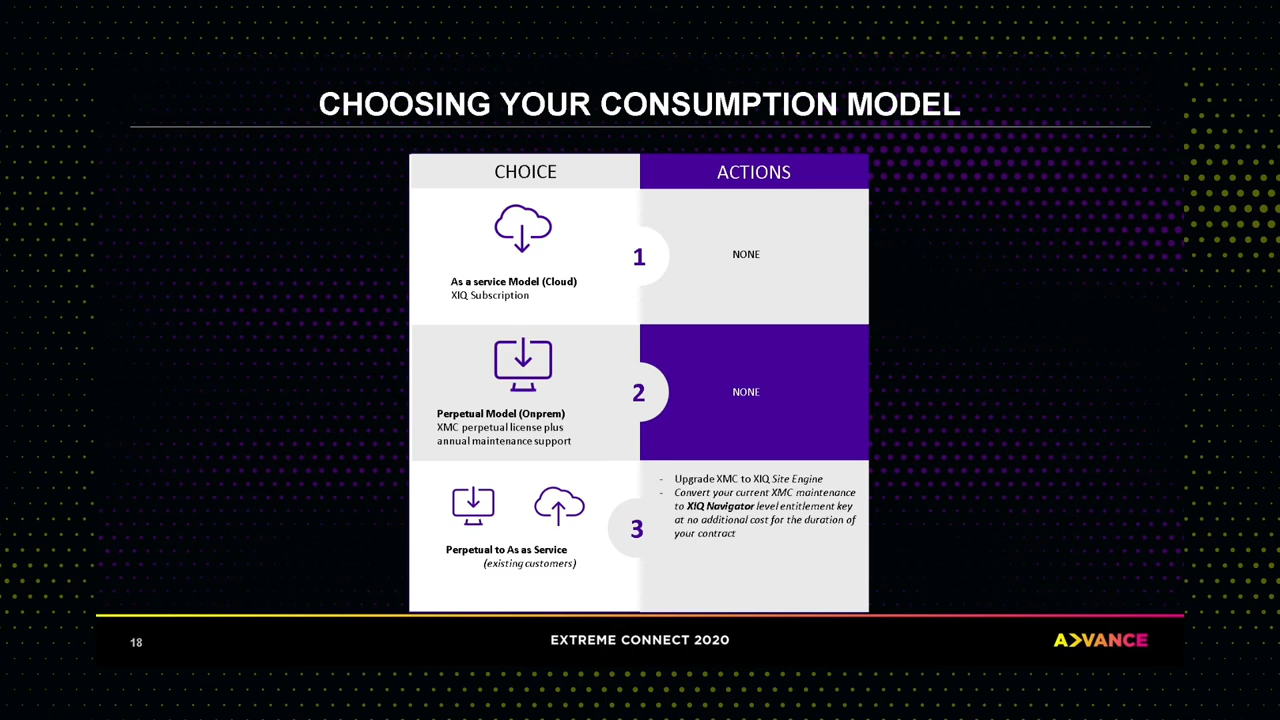 CHOOSING YOUR CONSUMPTION MODEL
CHOICE
ACTIONS
As a service Model (Cloud)
XIQ Subscription
1
NONE
Perpetual Model (Onprem)
XMC perpetual license plus
annual maintenance support
2
NONE
Perpetual to As as Service
(existing customers)
3
- Upgrade XMC to XIQ Site Engine
- Convert your current XMC maintenance
to XIQ Navigator level entitlement key
at no additional cost for the duration of
your contract
18
EXTREME CONNECT 2020
ADVANCE